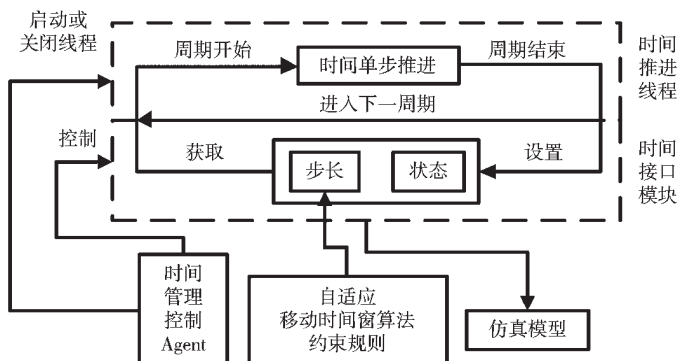 启动或
关闭线程
周期开始
时间单步推进
周期结束
时间
推进
线程
进入下一周期
控制
获取
步长
状态
设置
时间
接口
模块
时间
管理
控制
Agent
自适应
移动时间窗算法
约束规则
仿真模型